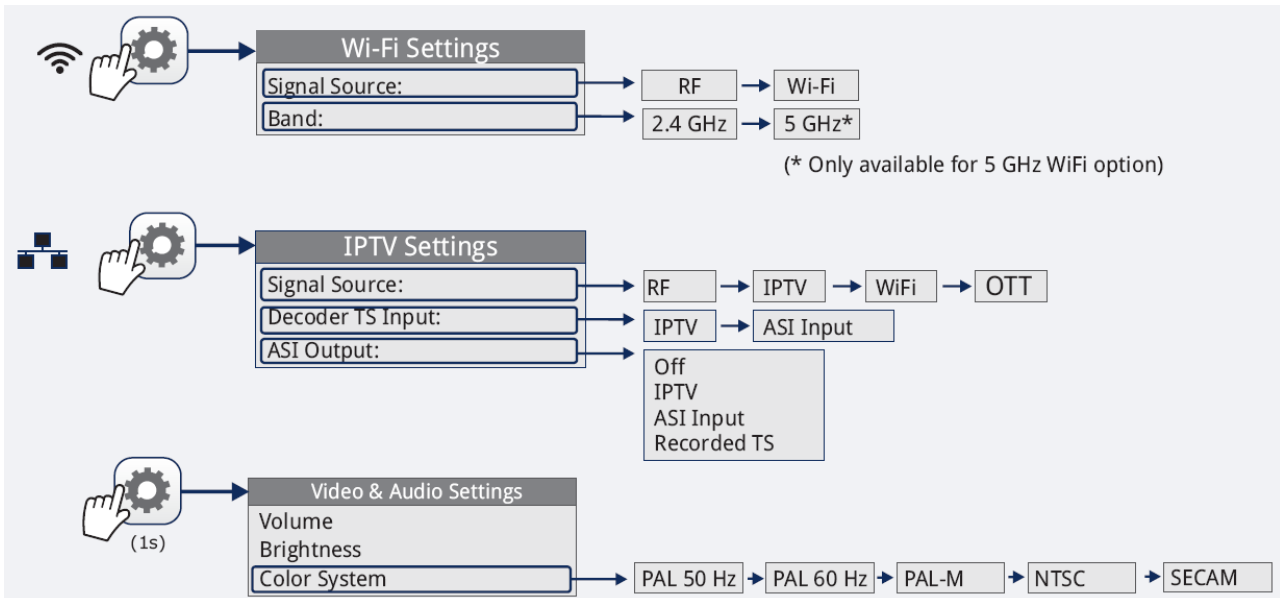 Wi-Fi Settings
Signal Source:
RF
Wi-Fi
Band:
2.4 GHz
5 GHz*
(* Only available for 5 GHz WiFi option)
IPTV Settings
Signal Source:
RF
IPTV
WiFi
OTT
Decoder TS Input:
IPTV
ASI Input
ASI Output:
Off
IPTV
ASI Input
Recorded TS
(1s)
Video & Audio Settings
Volume
Brightness
Color System
PAL 50 Hz
PAL 60 Hz
PAL-M
NTSC
SECAM